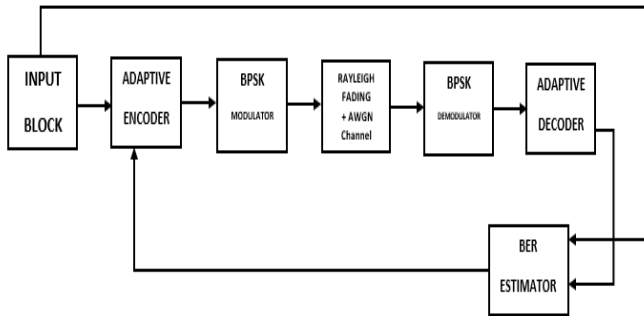 INPUT
BLOCK
ADAPTIVE
ENCODER
BPSK
MODULATOR
RAYLEIGH
FADING
+ AWGN
Channel
BPSK
DEMODULATOR
ADAPTIVE
DECODER
BER
ESTIMATOR